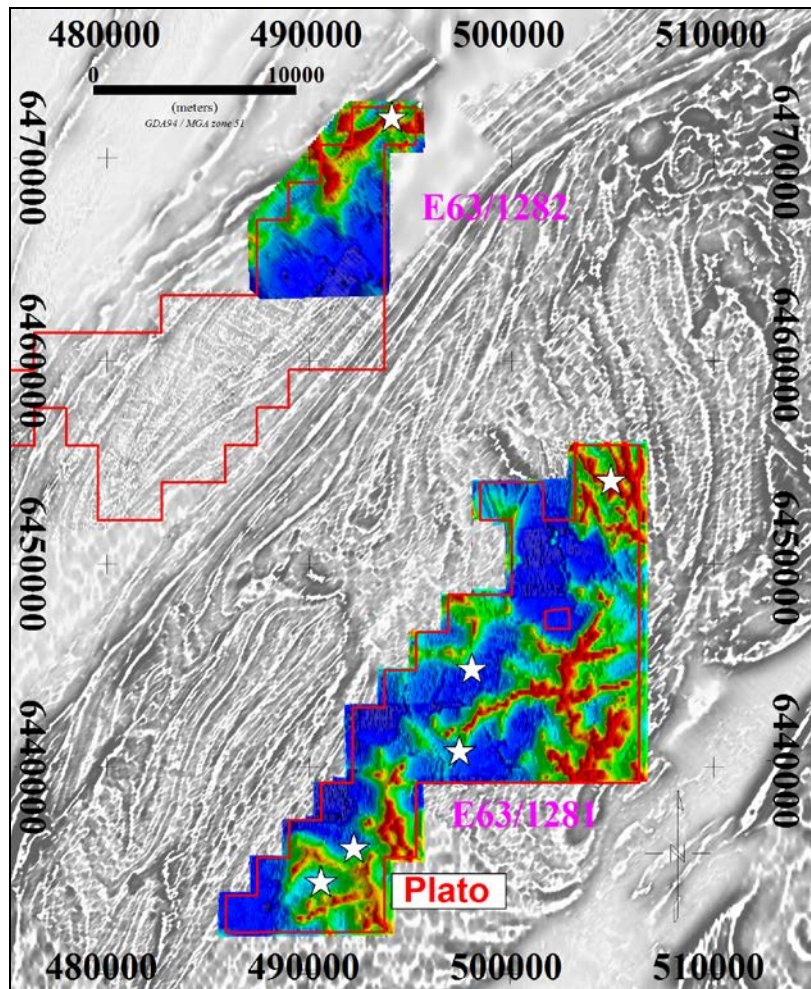 480000 490000 500000 510000
0 10000
(meters)
GDA94 / MGA zone 51
6470000 6470000
E63/1282
6460000 6460000
6450000 6450000
6440000 6440000
E63/1281
N
Plato
480000 490000 500000 510000